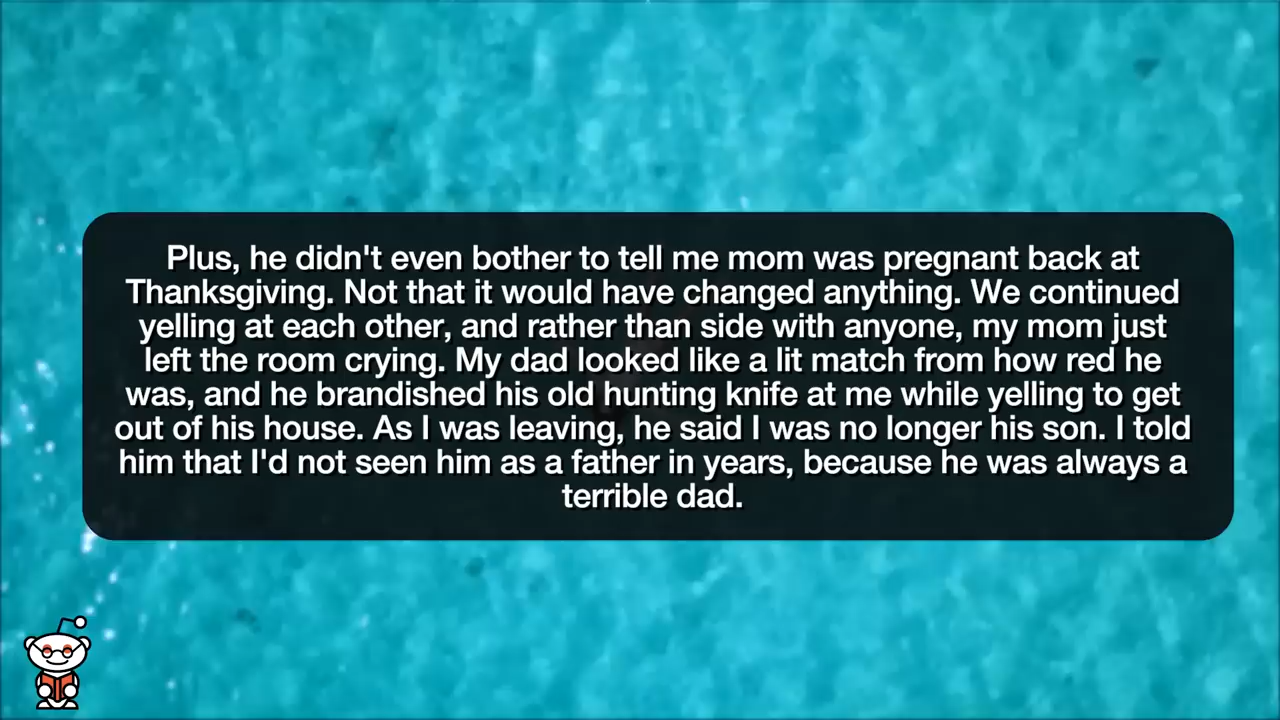 Plus, he didn't even bother to tell me mom was pregnant back at
Thanksgiving. Not that it would have changed anything. We continued
yelling at each other, and rather than side with anyone, my mom just
left the room crying. My dad looked like a lit match from how red he
was, and he brandished his old hunting knife at me while yelling to get
out of his house. As I was leaving, he said I was no longer his son. I told
him that I'd not seen him as a father in years, because he was always a
terrible dad.